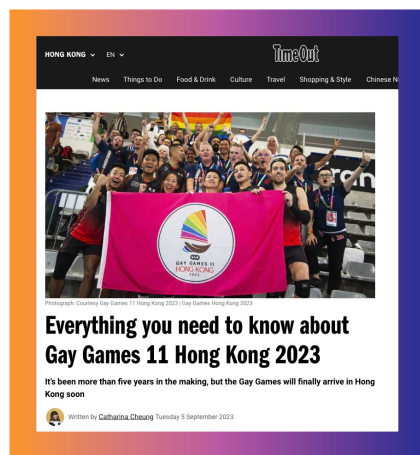 HONG KONG EN
TimeOut
News Things to Do Food & Drink Culture Travel Shopping & Style Chinese N
GAY GAMES 11
HONG KONG
2023
Photograph: Courtesy Gay Games 11 Hong Kong 2023 | Gay Games Hong Kong 2023
Everything you need to know about
Gay Games 11 Hong Kong 2023
It's been more than five years in the making, but the Gay Games will finally arrive in Hong
Kong soon
Written by Catharina Cheung Tuesday 5 September 2023